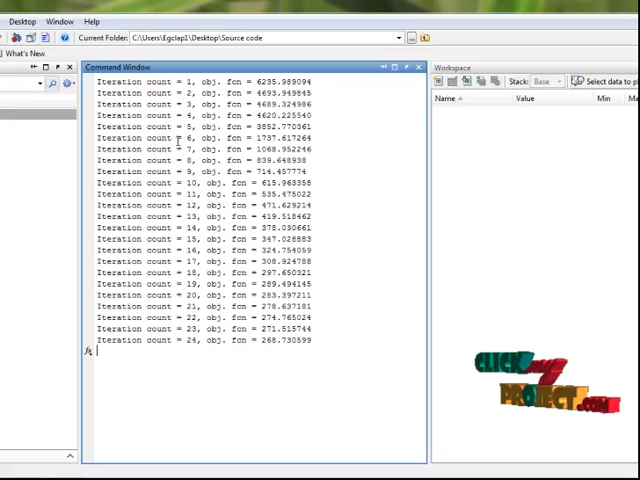 Desktop Window Help
Current Folder: C:\Users\Egclap1\Desktop\Source code
What's New
Command Window
Workspace
Stack: Base
Select data to pl
Name
Value
Min
Ma
Iteration count = 1, obj. fcn = 6235.989094
Iteration count = 2, obj. fcn = 4693.949845
Iteration count = 3, obj. fcn = 4689.324986
Iteration count = 4, obj. fcn = 4620.225540
Iteration count = 5, obj. fcn = 3852.770361
Iteration count = 6, obj. fcn = 1737.617264
Iteration count = 7, obj. fcn = 1068.952246
Iteration count = 8, obj. fcn = 839.648938
Iteration count = 9, obj. fcn = 714.457774
Iteration count = 10, obj. fcn = 615.963358
Iteration count = 11, obj. fcn = 535.475022
Iteration count = 12, obj. fcn = 471.629214
Iteration count = 13, obj. fcn = 419.518462
Iteration count = 14, obj. fcn = 378.030661
Iteration count = 15, obj. fcn = 347.028883
Iteration count = 16, obj. fcn = 324.754059
Iteration count = 17, obj. fcn = 308.924788
Iteration count = 18, obj. fcn = 297.650321
Iteration count = 19, obj. fcn = 289.494145
Iteration count = 20, obj. fcn = 283.397211
Iteration count = 21, obj. fcn = 278.637181
Iteration count = 22, obj. fcn = 274.765024
Iteration count = 23, obj. fcn = 271.515744
Iteration count = 24, obj. fcn = 268.730599
fx
CLICK my
PROJECT.COM